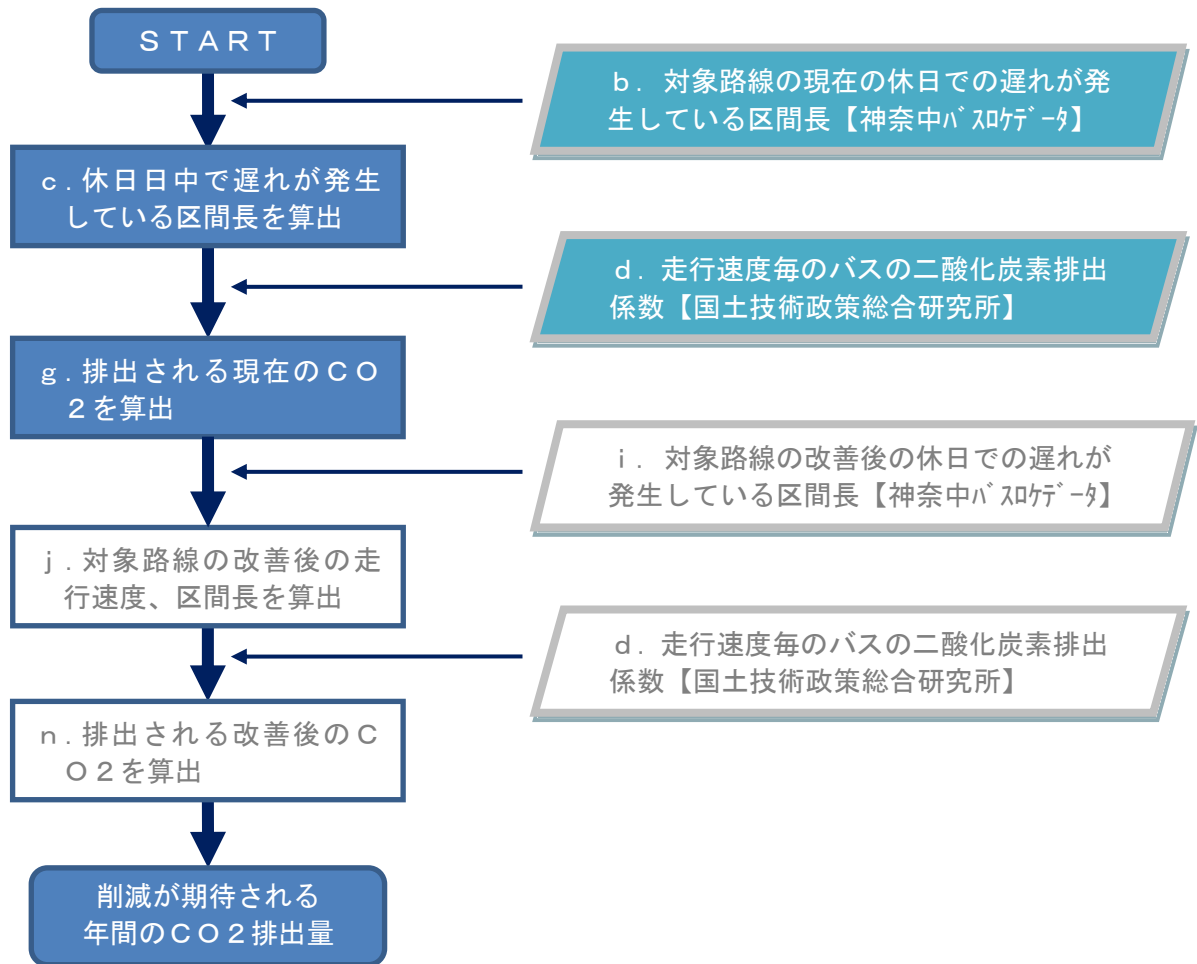 ＳＴＡＲＴ
ｂ．対象路線の現在の休日での遅れが発
生している区間長【神奈中ﾊﾞｽﾛｹﾃﾞｰﾀ】
ｃ．休日日中で遅れが発生
している区間長を算出
ｄ．走行速度毎のバスの二酸化炭素排出
係数【国土技術政策総合研究所】
ｇ．排出される現在のＣＯ
２を算出
ｉ．対象路線の改善後の休日での遅れが
発生している区間長【神奈中ﾊﾞｽﾛｹﾃﾞｰﾀ】
ｊ．対象路線の改善後の走
行速度、区間長を算出
ｄ．走行速度毎のバスの二酸化炭素排出
係数【国土技術政策総合研究所】
ｎ．排出される改善後のＣ
Ｏ２を算出
削減が期待される
年間のＣＯ２排出量